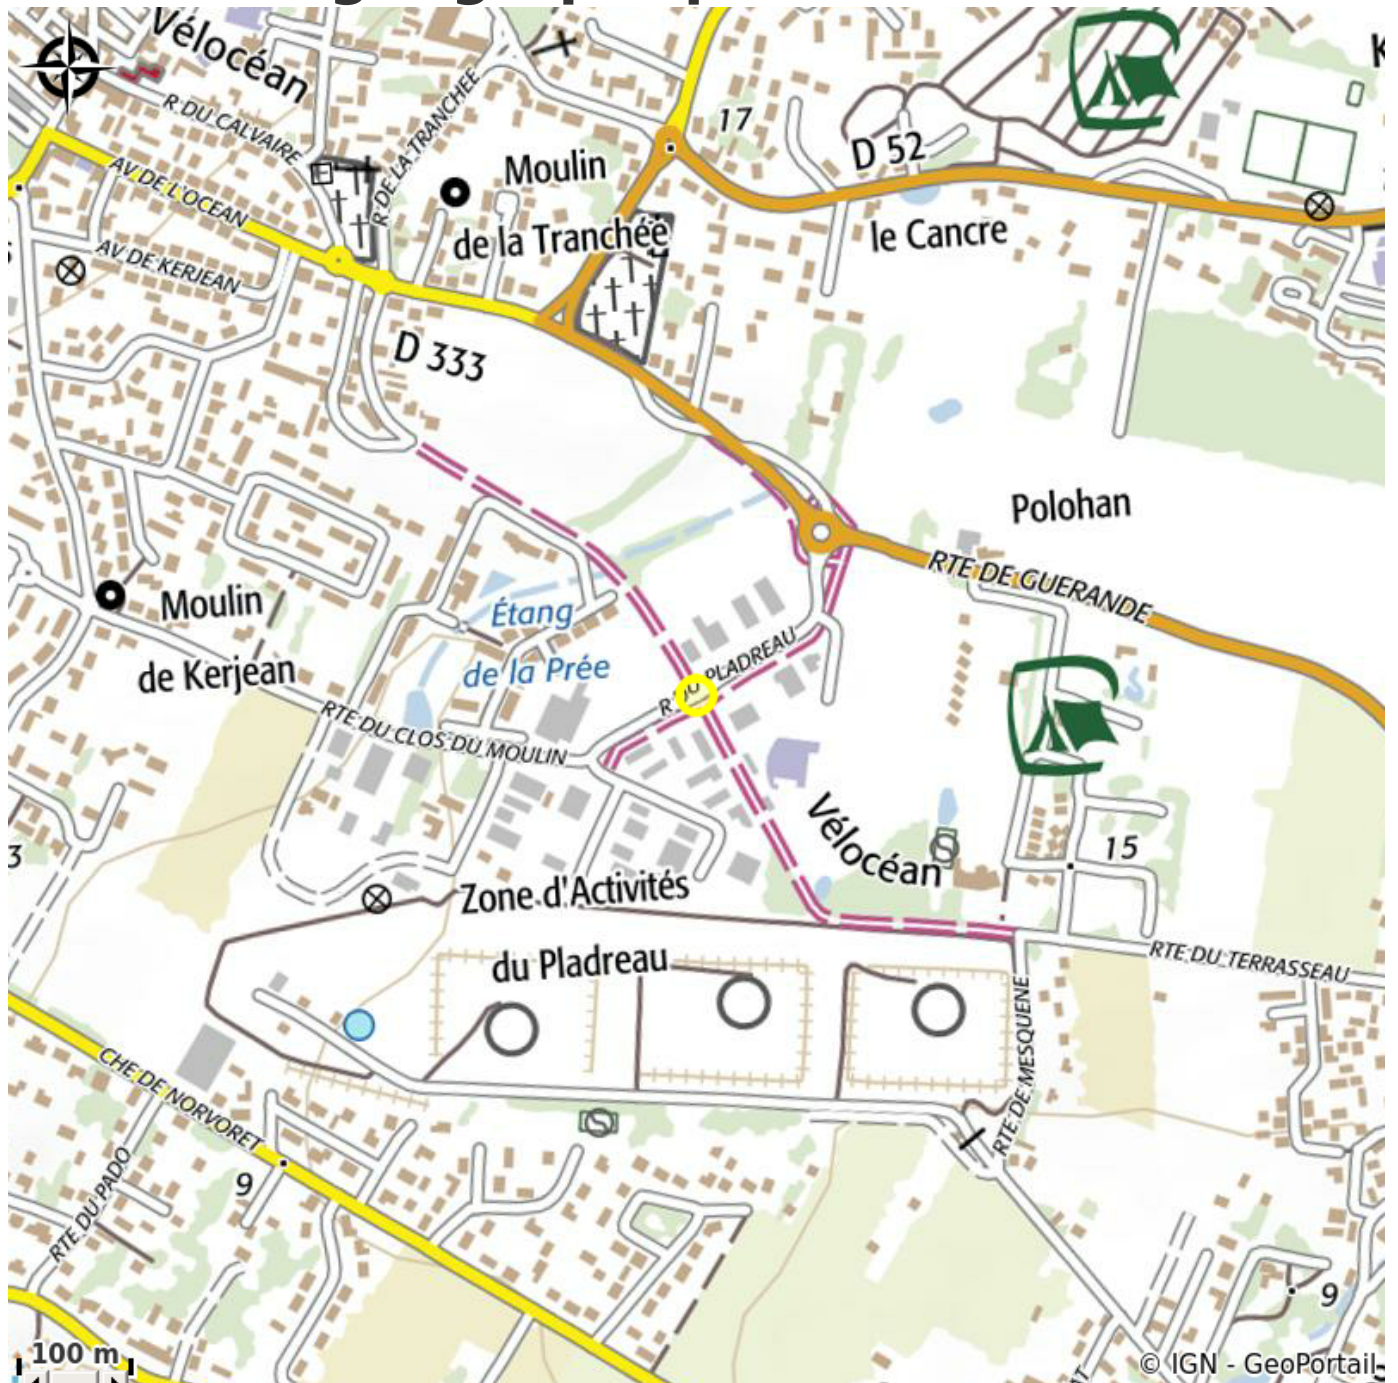 Vélocéan
R DU CALVAIRE
R DE LA TRANCHEE
17
D 52
Moulin
de la Tranchée
AV DE L'OCEAN
AV DE KERJEAN
le Cancre
D 333
Polohan
RTE DE GUERANDE
Moulin
de Kerjean
Étang
de la Prée
R DU PLADREAU
RTE DU CLOS DU MOULIN
Vélocéan
15
3
Zone d'Activités
du Pladreau
RTE DU TERRASSEAU
RTE DE MESQUENE
CHE DE NORVORET
RTE DU PADO
9
9
100 m
© IGN - GeoPortail